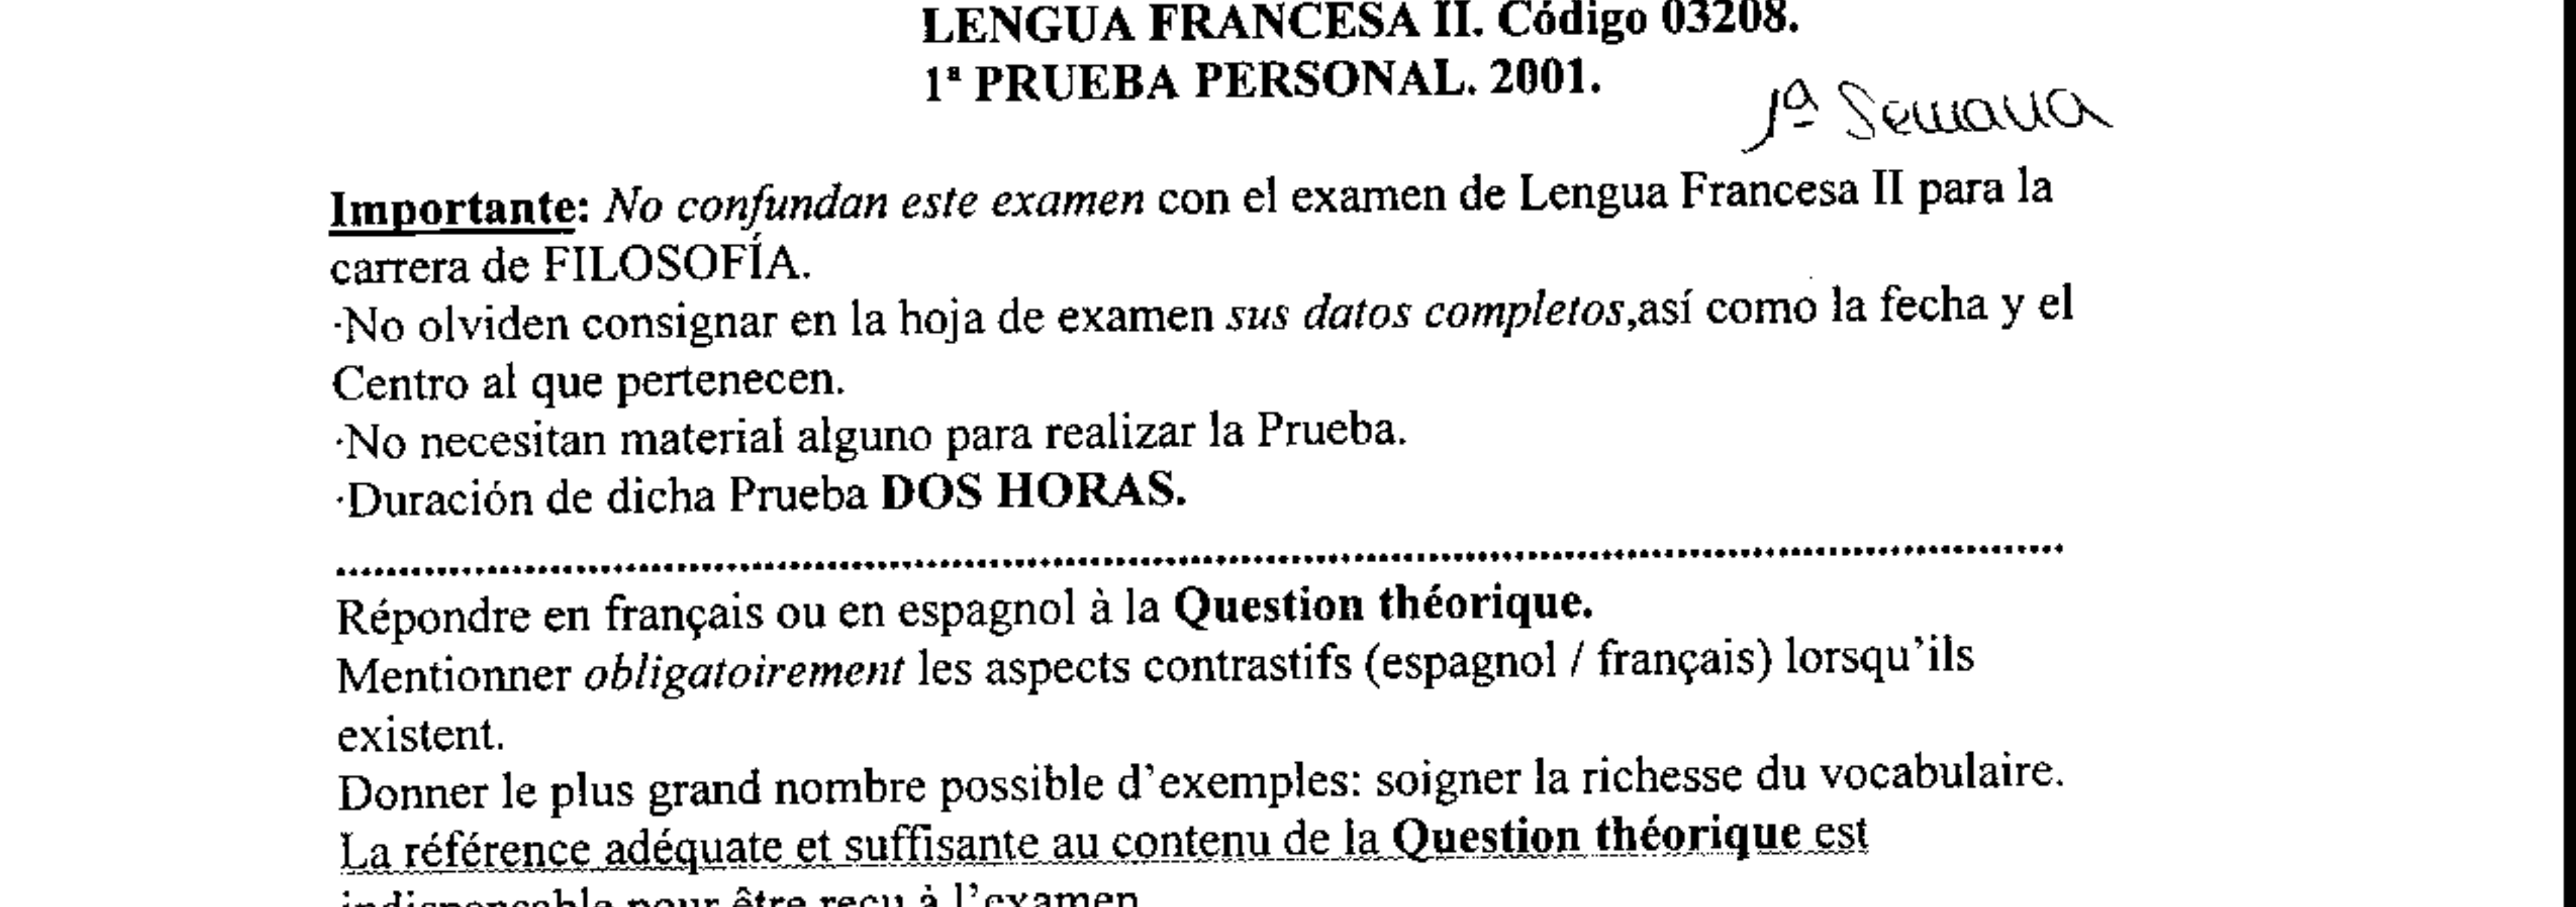 LENGUA FRANCESA II. Código 03208.
1ª PRUEBA PERSONAL. 2001.
1ª Semana
Importante: No confundan este examen con el examen de Lengua Francesa II para la
carrera de FILOSOFÍA.
·No olviden consignar en la hoja de examen sus datos completos,así como la fecha y el
Centro al que pertenecen.
·No necesitan material alguno para realizar la Prueba.
·Duración de dicha Prueba DOS HORAS.
Répondre en français ou en espagnol à la Question théorique.
Mentionner obligatoirement les aspects contrastifs (espagnol / français) lorsqu'ils
existent.
Donner le plus grand nombre possible d'exemples: soigner la richesse du vocabulaire.
La référence adéquate et suffisante au contenu de la Question théorique est
indispensable pour être reçu à l'examen